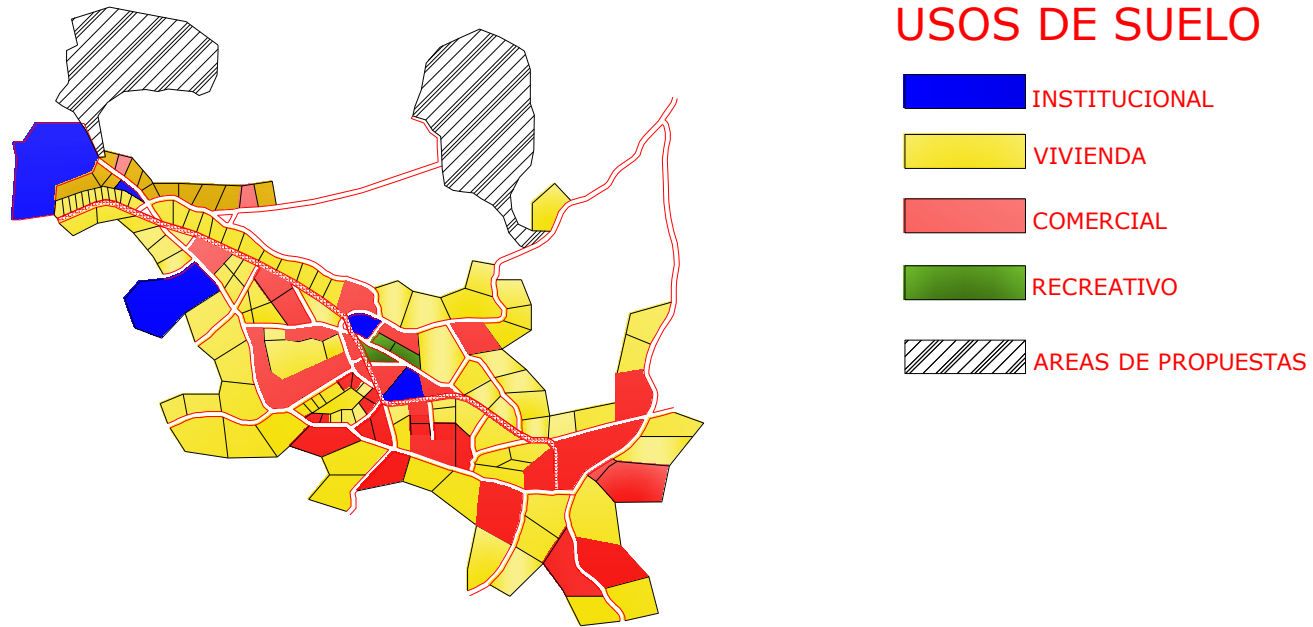 USOS DE SUELO
INSTITUCIONAL
VIVIENDA
COMERCIAL
RECREATIVO
AREAS DE PROPUESTAS